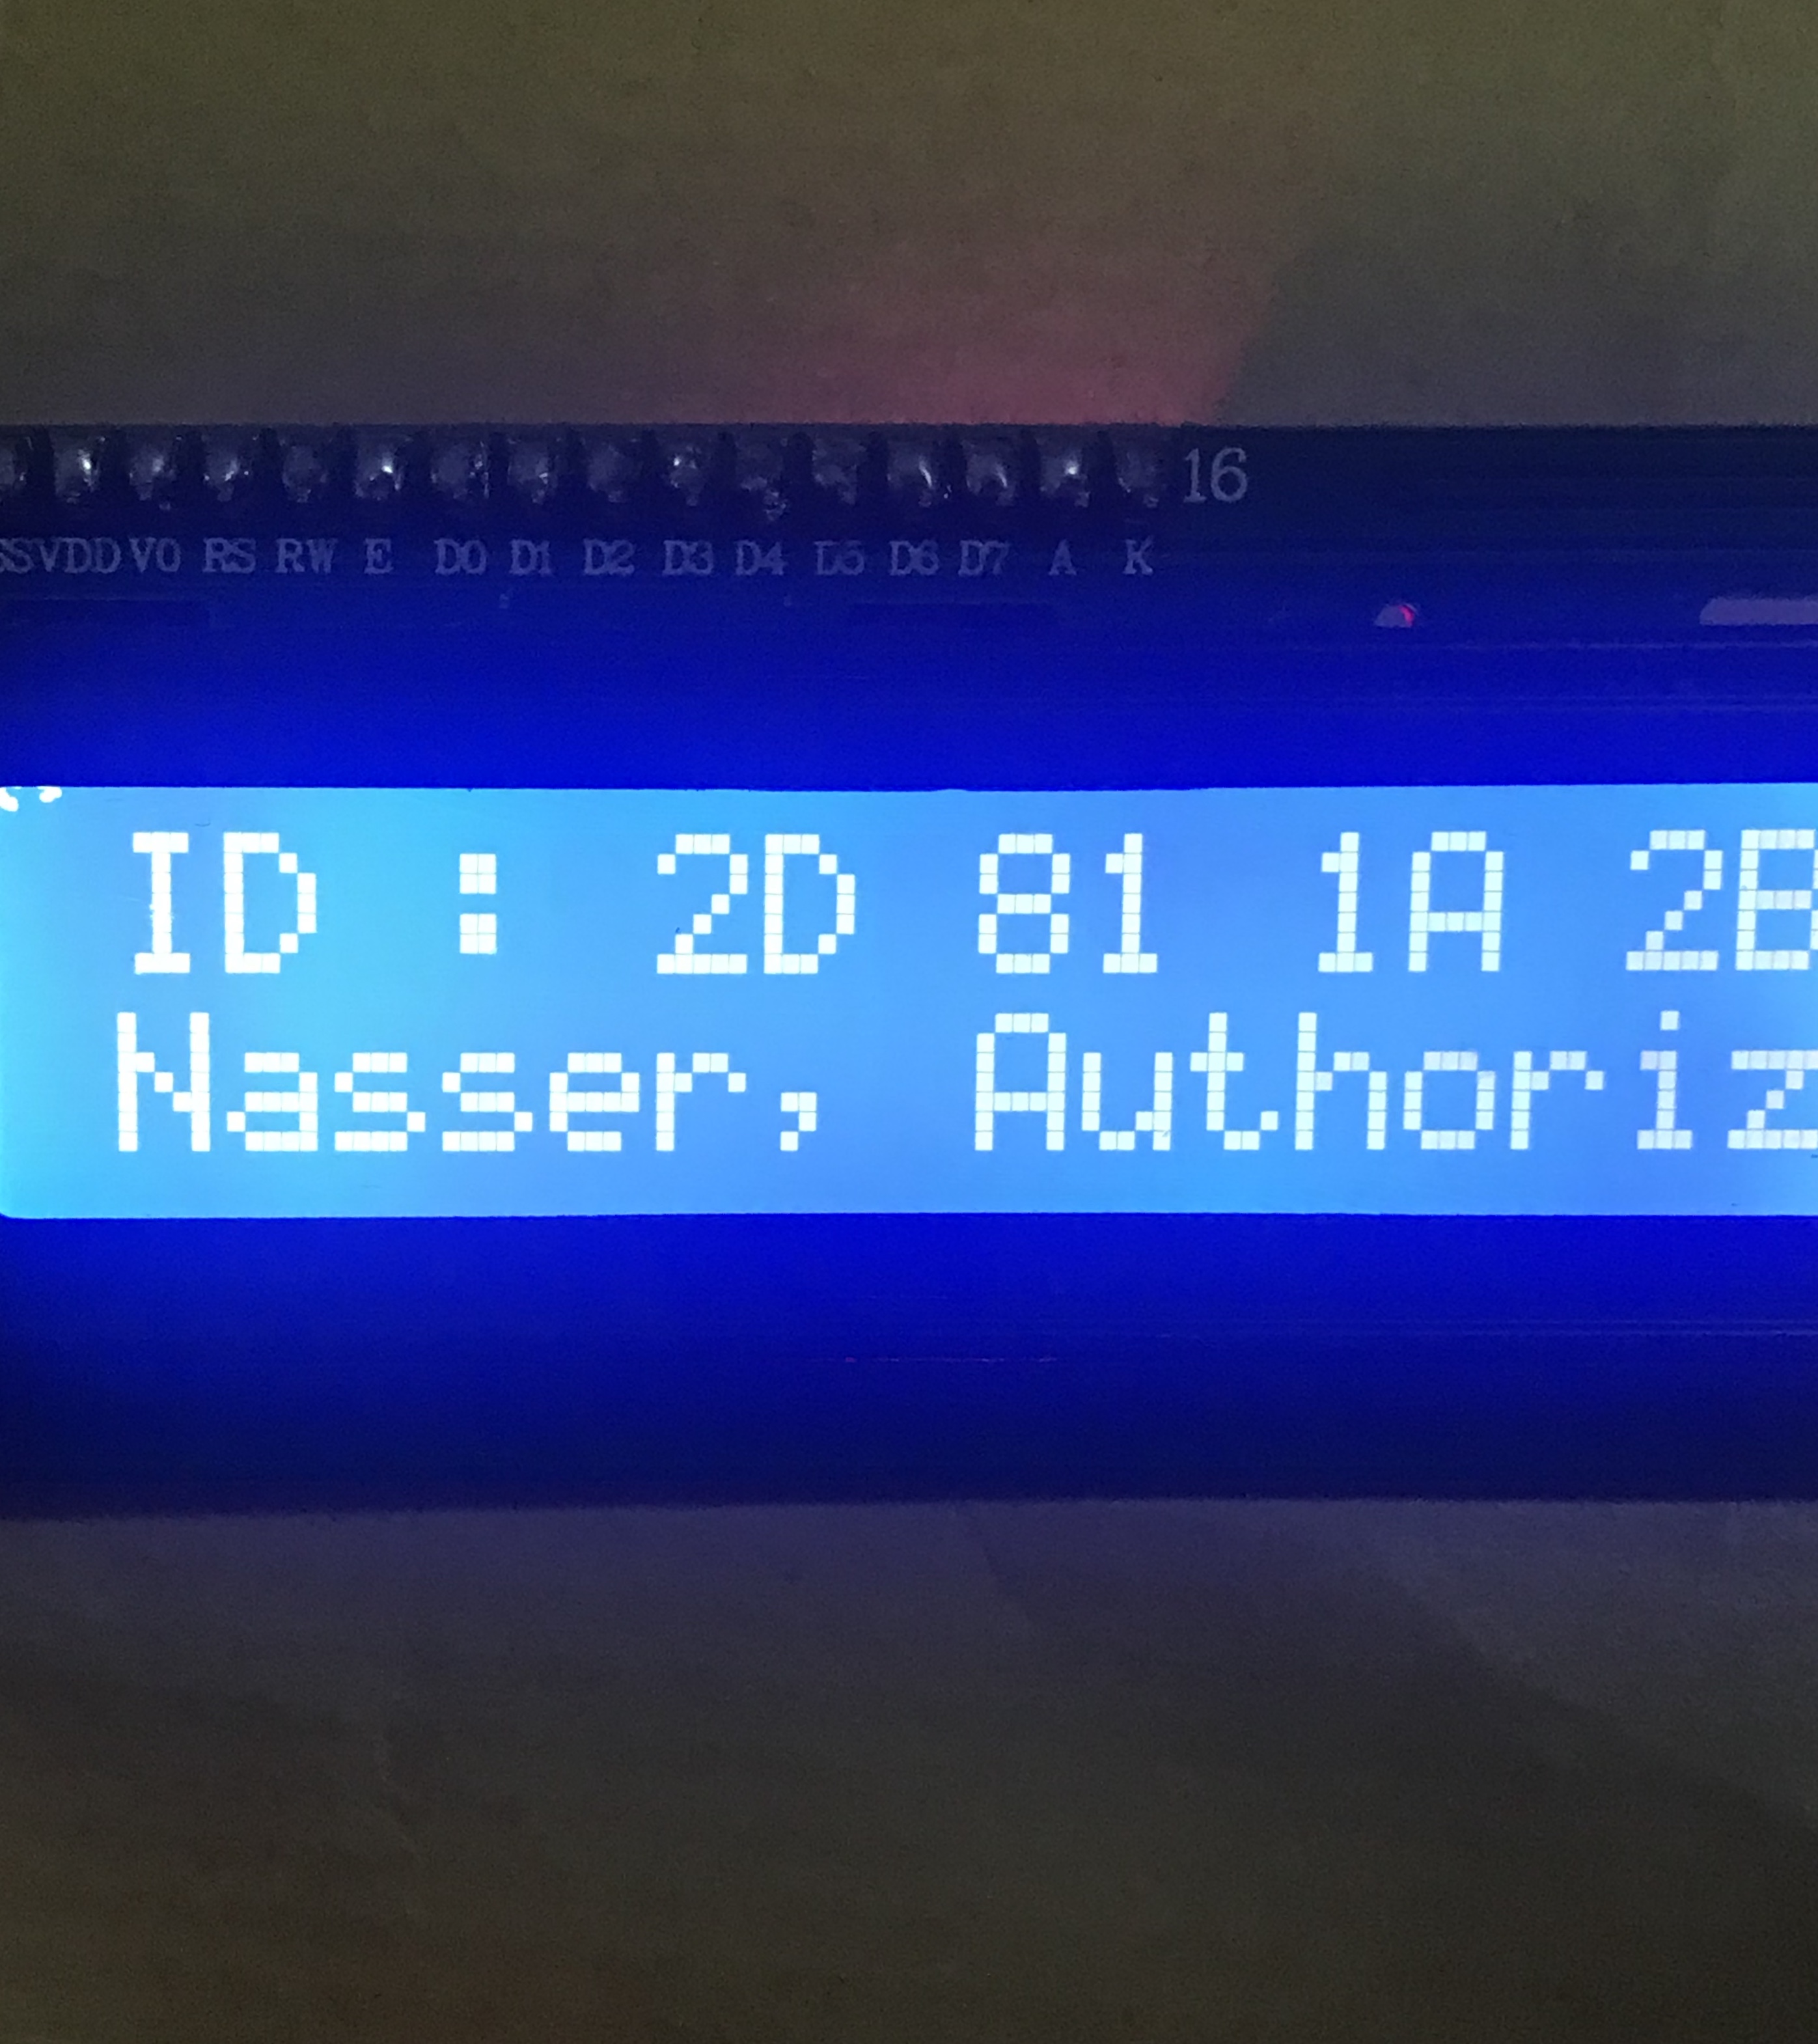 16
VDD V0 RS RW E D0 D1 D2 D3 D4 D5 D6 D7 A K
ID : 2D 81 1A 2B
Nasser, Authoriz